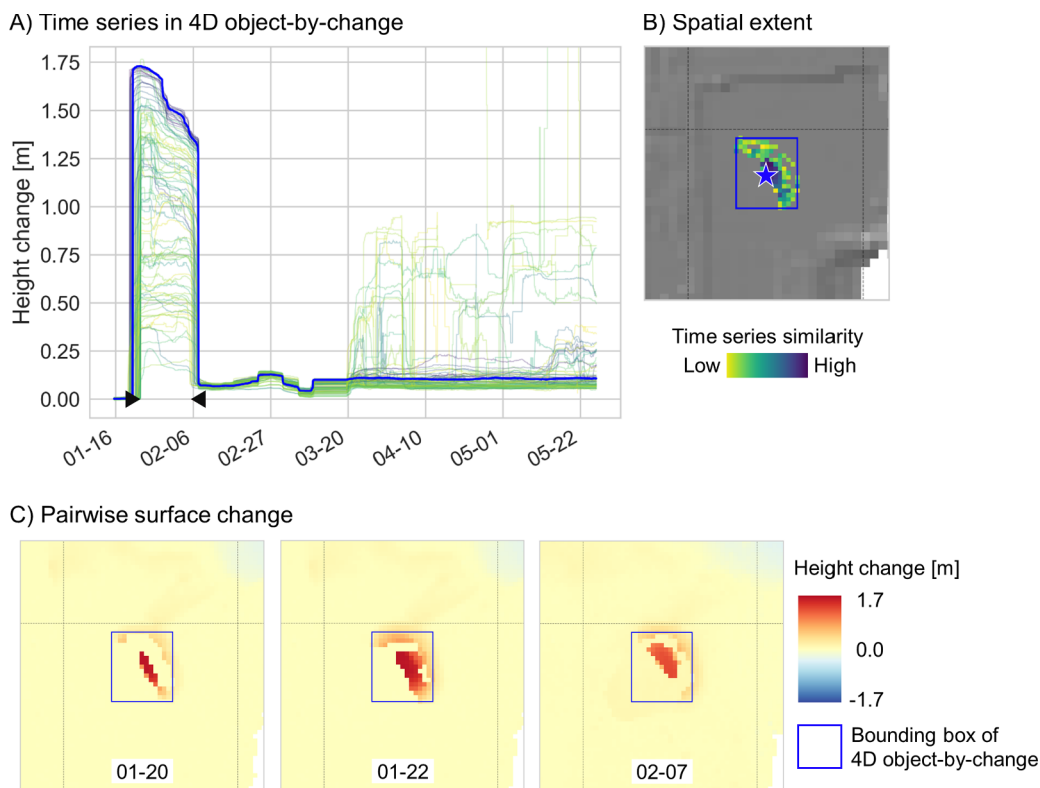 A) Time series in 4D object-by-change
B) Spatial extent
Height change [m]
1.75
1.50
1.25
1.00
0.75
0.50
0.25
0.00
01-16
02-06
02-27
03-20
04-10
05-01
05-22
Time series similarity
Low High
C) Pairwise surface change
01-20
01-22
02-07
Height change [m]
1.7
0.0
-1.7
Bounding box of
4D object-by-change